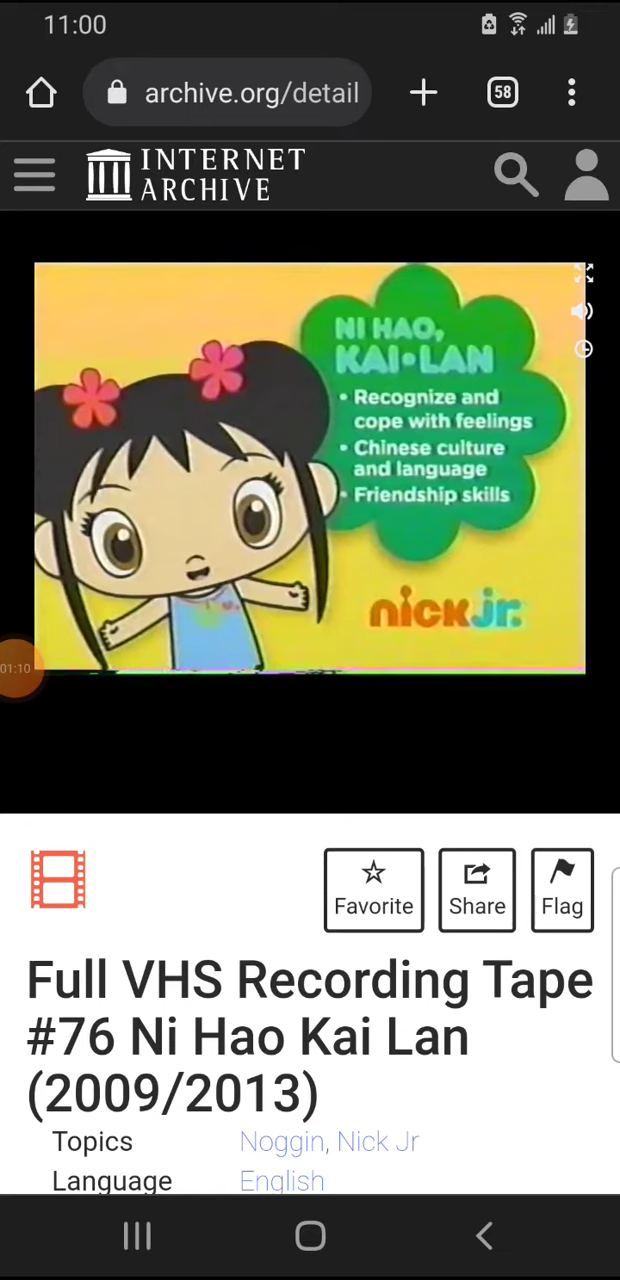 11:00
archive.org/detail
58
INTERNET
ARCHIVE
NI HAO,
KAI•LAN
• Recognize and
cope with feelings
• Chinese culture
and language
• Friendship skills
nick jr.
01:10
Favorite
Share
Flag
Full VHS Recording Tape
#76 Ni Hao Kai Lan
(2009/2013)
Topics Noggin, Nick Jr
Language English